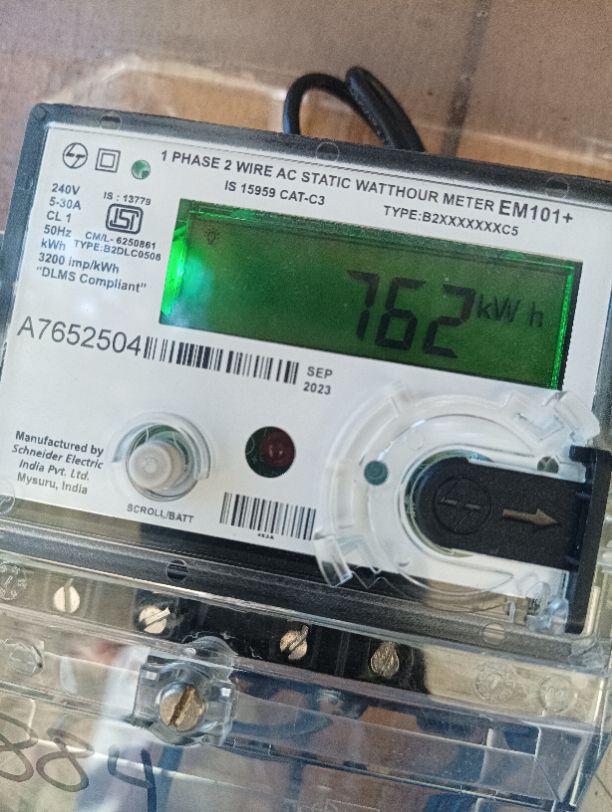 1 PHASE 2 WIRE AC STATIC WATTHOUR METER EM101+
IS 15959 CAT-C3
TYPE:B2XXXXXXXC5
240V
5-30A
CL 1
50Hz
kWh
3200 imp/kWh
"DLMS Compliant"
IS : 13779
ISI
CM/L- 6250861
TYPE:B2DLC0508
762 kWh
A7652504
SEP
2023
Manufactured by
Schneider Electric
India Pvt. Ltd.
Mysuru, India
SCROLL/BATT
884